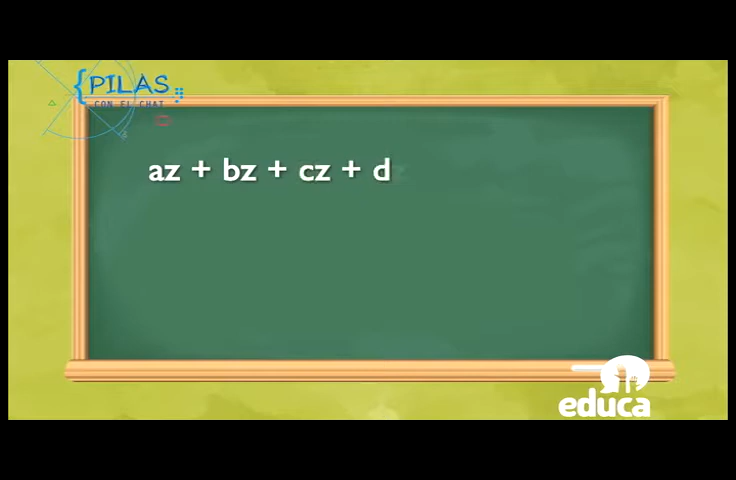 {PILAS
CON EL CHAT
az + bz + cz + d
educa